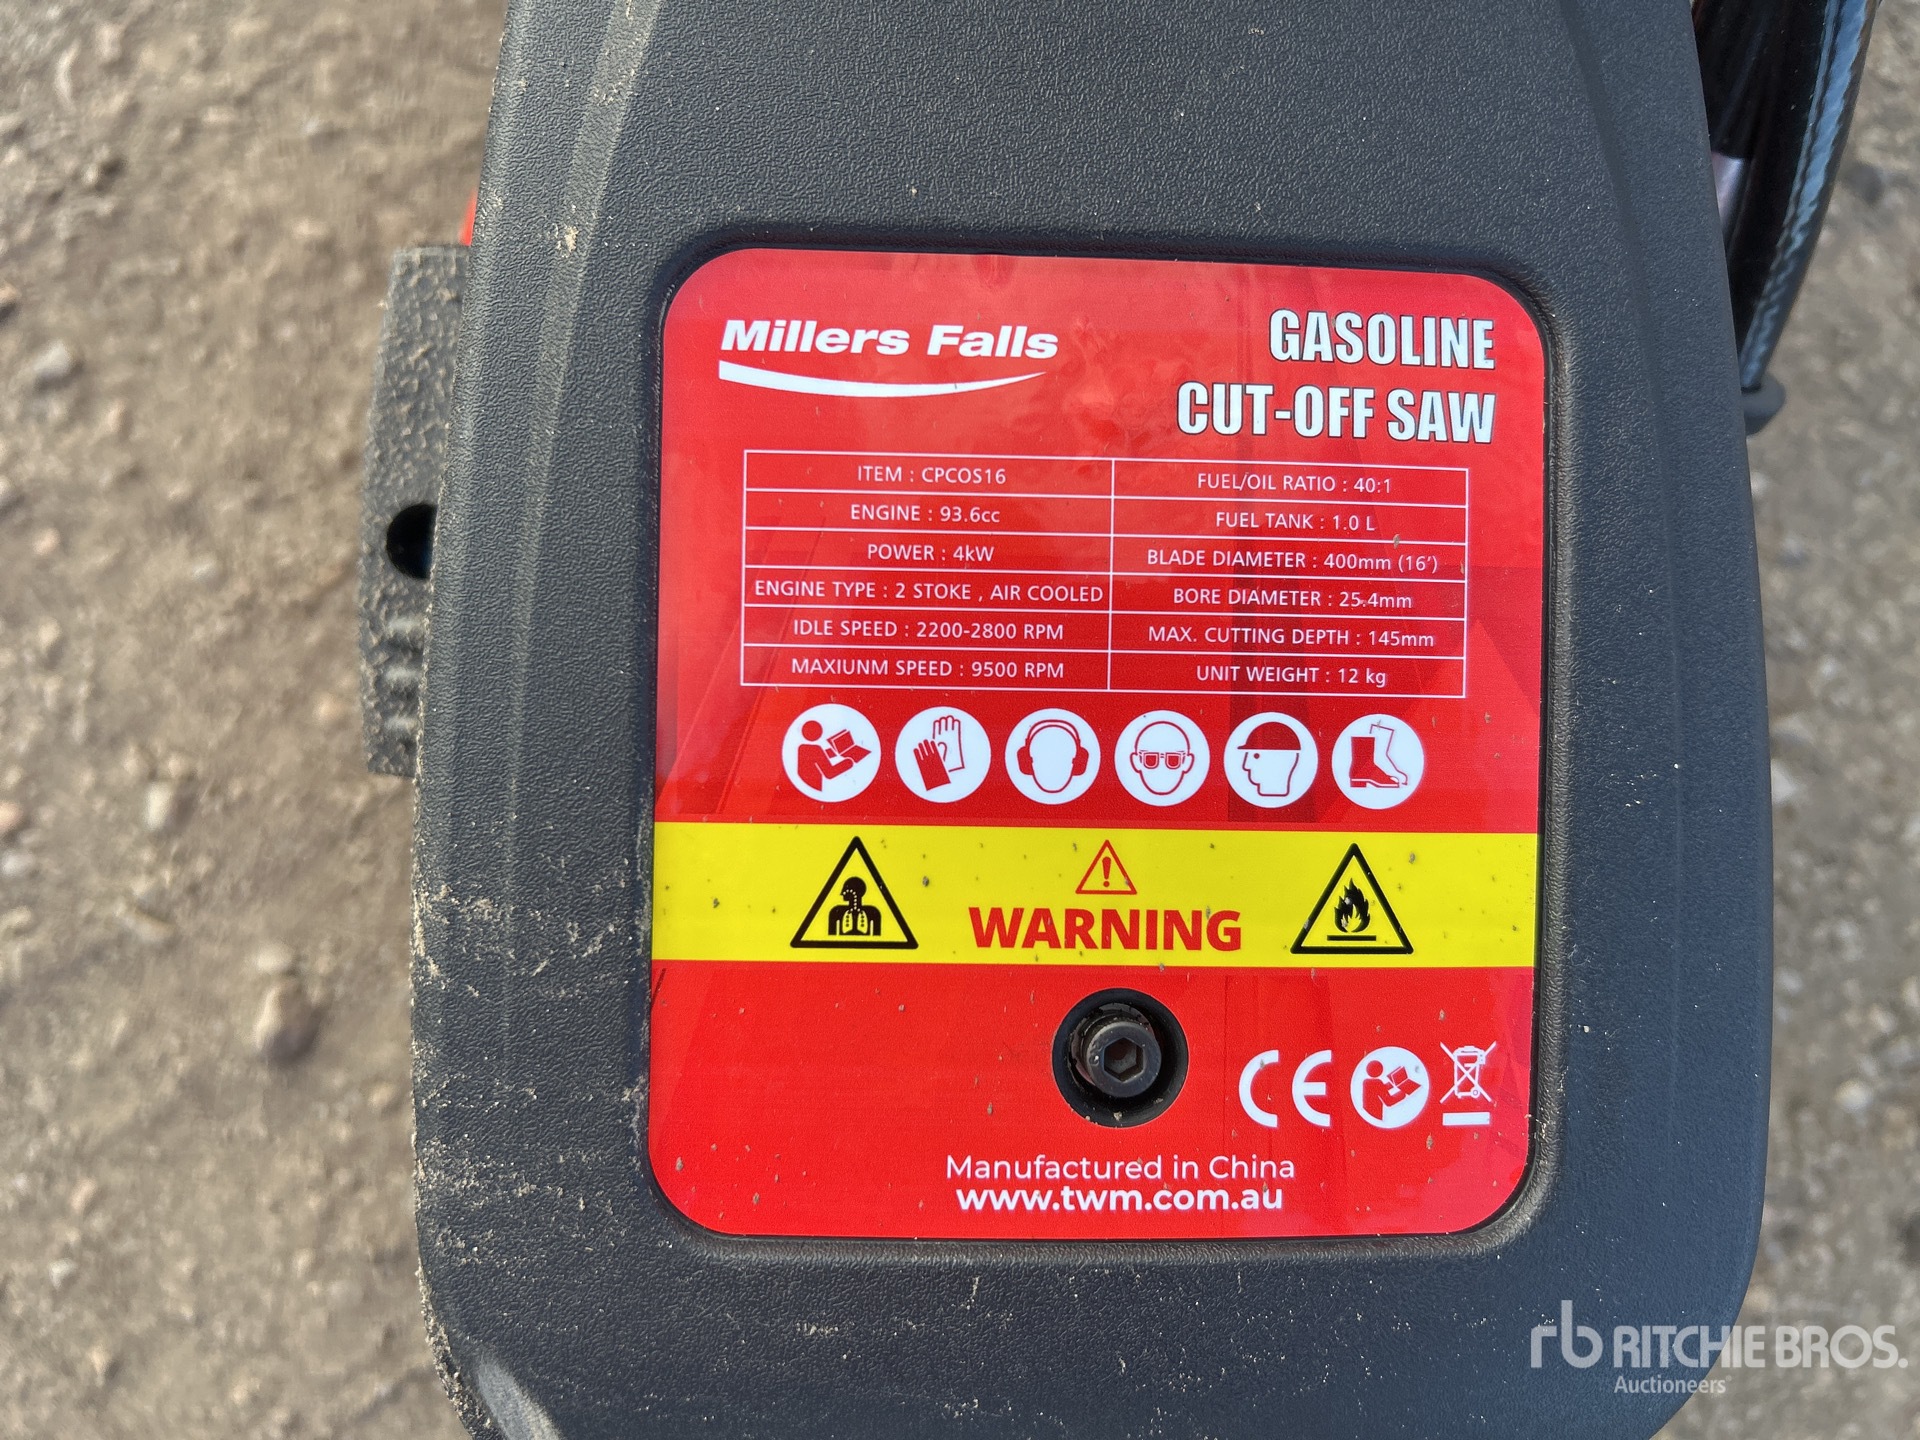 Millers Falls
GASOLINE
CUT-OFF SAW
ITEM : CPCOS16
FUEL/OIL RATIO : 40:1
ENGINE : 93.6cc
FUEL TANK : 1.0 L
POWER : 4kW
BLADE DIAMETER : 400mm (16')
ENGINE TYPE : 2 STOKE , AIR COOLED
BORE DIAMETER : 25.4mm
IDLE SPEED : 2200-2800 RPM
MAX. CUTTING DEPTH : 145mm
MAXIUNM SPEED : 9500 RPM
UNIT WEIGHT : 12 kg
WARNING
CE
Manufactured in China
www.twm.com.au
rb RITCHIE BROS.
Auctioneers